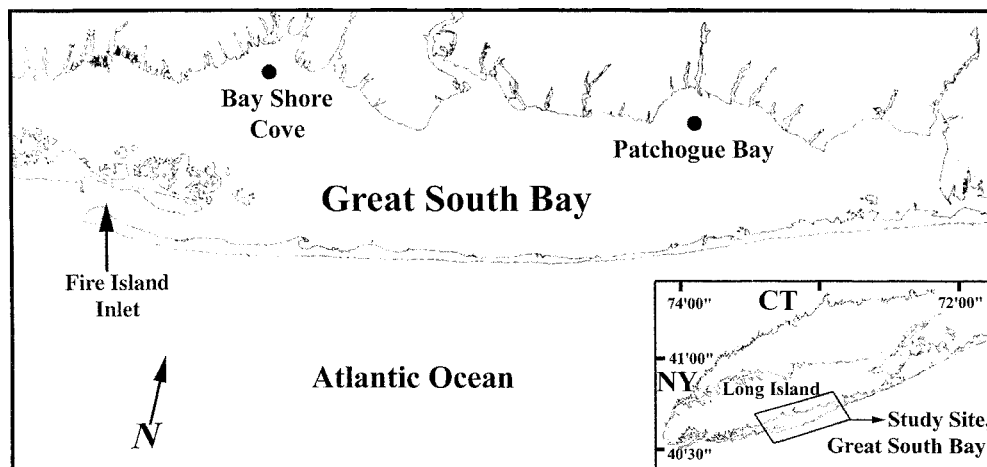 Bay Shore
Cove
Patchogue Bay
Great South Bay
Fire Island
Inlet
Atlantic Ocean
N
74'00"
CT
72'00"
41'00"
NY
Long Island
Study Site,
Great South Bay
40'30"